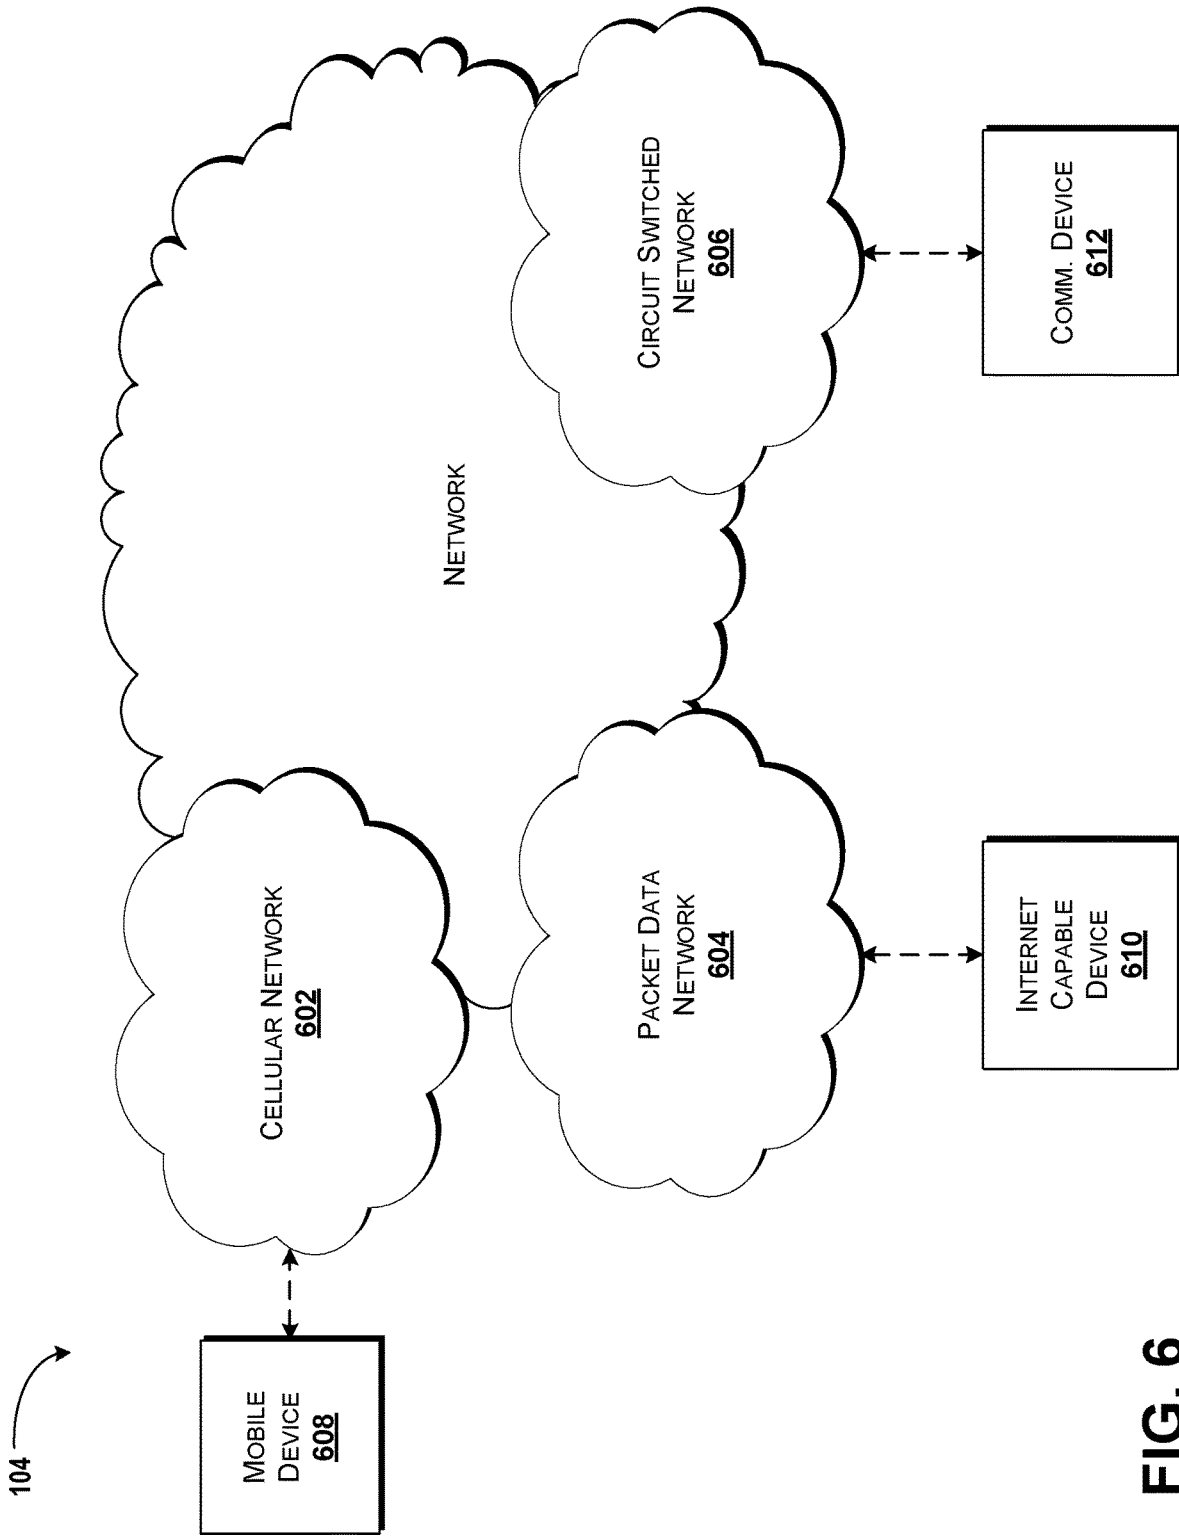 104
MOBILE
DEVICE
608
CELLULAR NETWORK
602
NETWORK
PACKET DATA
NETWORK
604
CIRCUIT SWITCHED
NETWORK
606
INTERNET
CAPABLE
DEVICE
610
COMM. DEVICE
612
FIG. 6